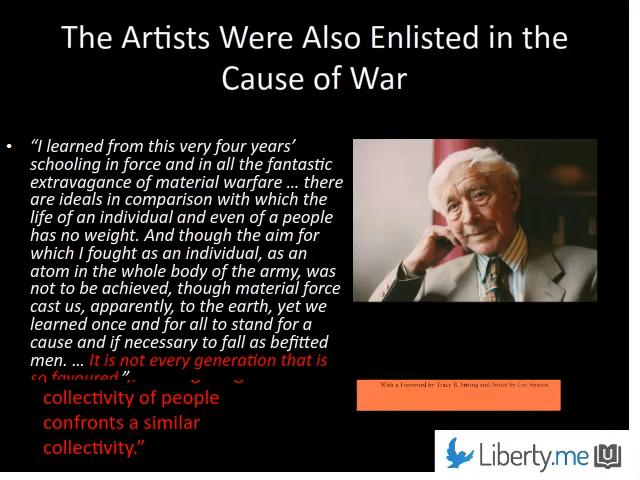 The Artists Were Also Enlisted in the
Cause of War
• “I learned from this very four years’
schooling in force and in all the fantastic
extravagance of material warfare … there
are ideals in comparison with which the
life of an individual and even of a people
has no weight. And though the aim for
which I fought as an individual, as an
atom in the whole body of the army, was
not to be achieved, though material force
cast us, apparently, to the earth, yet we
learned once and for all to stand for a
cause and if necessary to fall as befitted
men. … It is not every generation that is
so favoured.”
collectivity of people
confronts a similar
collectivity.”
With a Foreword by Tracy B. Strong and Notes by Leo Strauss
Liberty.me